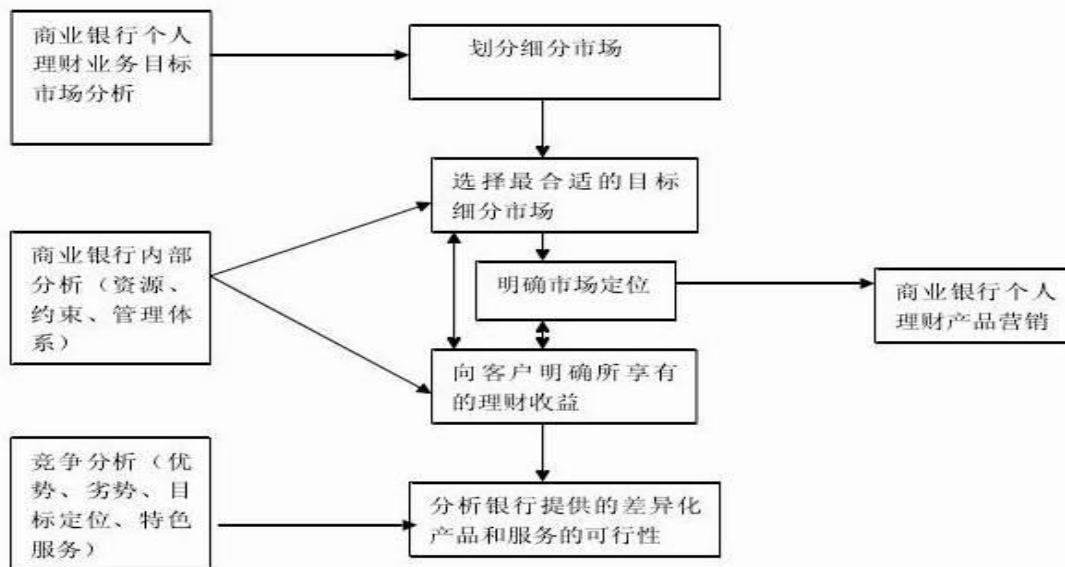 商业银行个人
理财业务目标
市场分析
划分细分市场
选择最合适的目标
细分市场
商业银行内部
分析（资源、
约束、管理体
系）
明确市场定位
商业银行个人
理财产品营销
向客户明确所享有
的理财收益
竞争分析（优
势、劣势、目
标定位、特色
服务）
分析银行提供的差异化
产品和服务的可行性